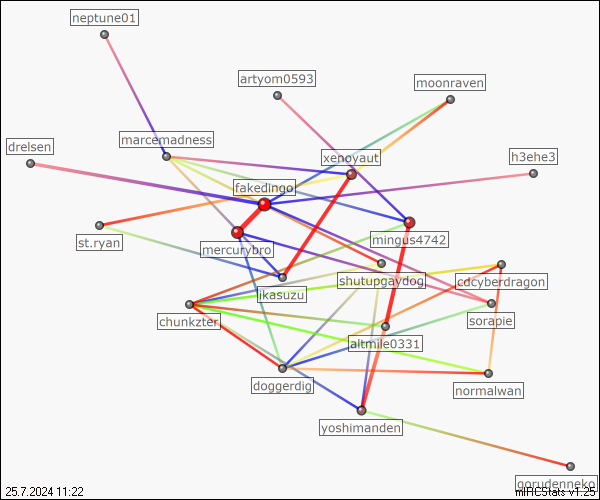 neptune01
artyom0593
moonraven
marcemadness
drelsen
xenoyaut
h3ehe3
fakedingo
st.ryan
mercurybro
mingus4742
shutupgaydog
cdcyberdragon
likasuzu
chunkzter
sorapie
altmile0331
doggerdig
normalwan
yoshimanden
gorudenneko
25.7.2024 11:22
mIRCStats v1.25